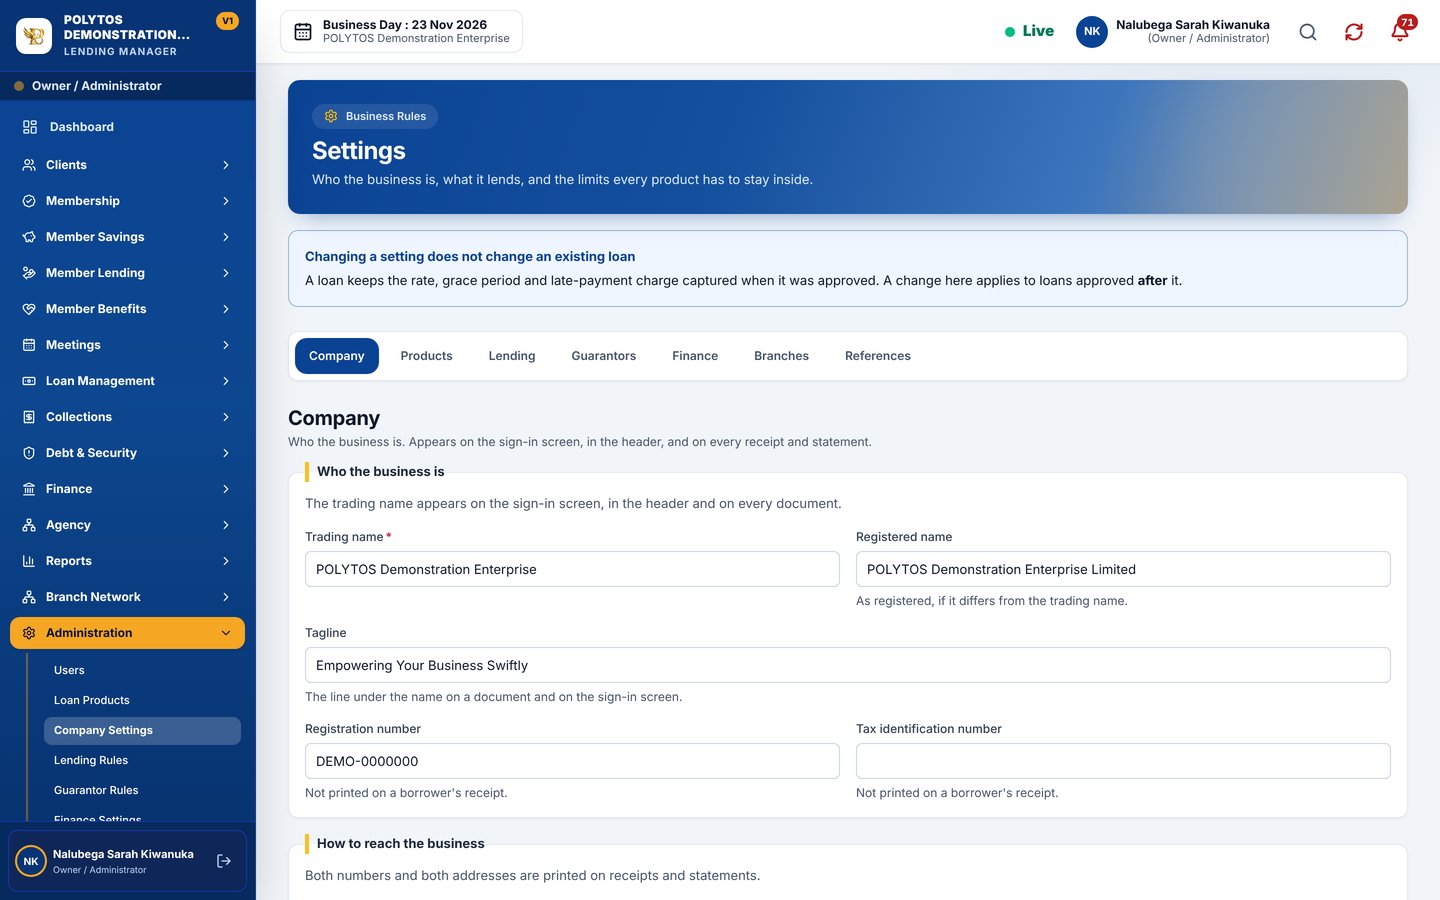 POLYTOS
DEMONSTRATION...
LENDING MANAGER
V1
Owner / Administrator
Dashboard
Clients
Membership
Member Savings
Member Lending
Member Benefits
Meetings
Loan Management
Collections
Debt & Security
Finance
Agency
Reports
Branch Network
Administration
Users
Loan Products
Company Settings
Lending Rules
Guarantor Rules
Finance Settings
NK
Nalubega Sarah Kiwanuka
Owner / Administrator
Business Day : 23 Nov 2026
POLYTOS Demonstration Enterprise
Live
NK
Nalubega Sarah Kiwanuka
(Owner / Administrator)
71
Business Rules
Settings
Who the business is, what it lends, and the limits every product has to stay inside.
Changing a setting does not change an existing loan
A loan keeps the rate, grace period and late-payment charge captured when it was approved. A change here applies to loans approved after it.
Company
Products
Lending
Guarantors
Finance
Branches
References
Company
Who the business is. Appears on the sign-in screen, in the header, and on every receipt and statement.
Who the business is
The trading name appears on the sign-in screen, in the header and on every document.
Trading name *
Registered name
POLYTOS Demonstration Enterprise
POLYTOS Demonstration Enterprise Limited
As registered, if it differs from the trading name.
Tagline
Empowering Your Business Swiftly
The line under the name on a document and on the sign-in screen.
Registration number
Tax identification number
DEMO-0000000
Not printed on a borrower's receipt.
Not printed on a borrower's receipt.
How to reach the business
Both numbers and both addresses are printed on receipts and statements.